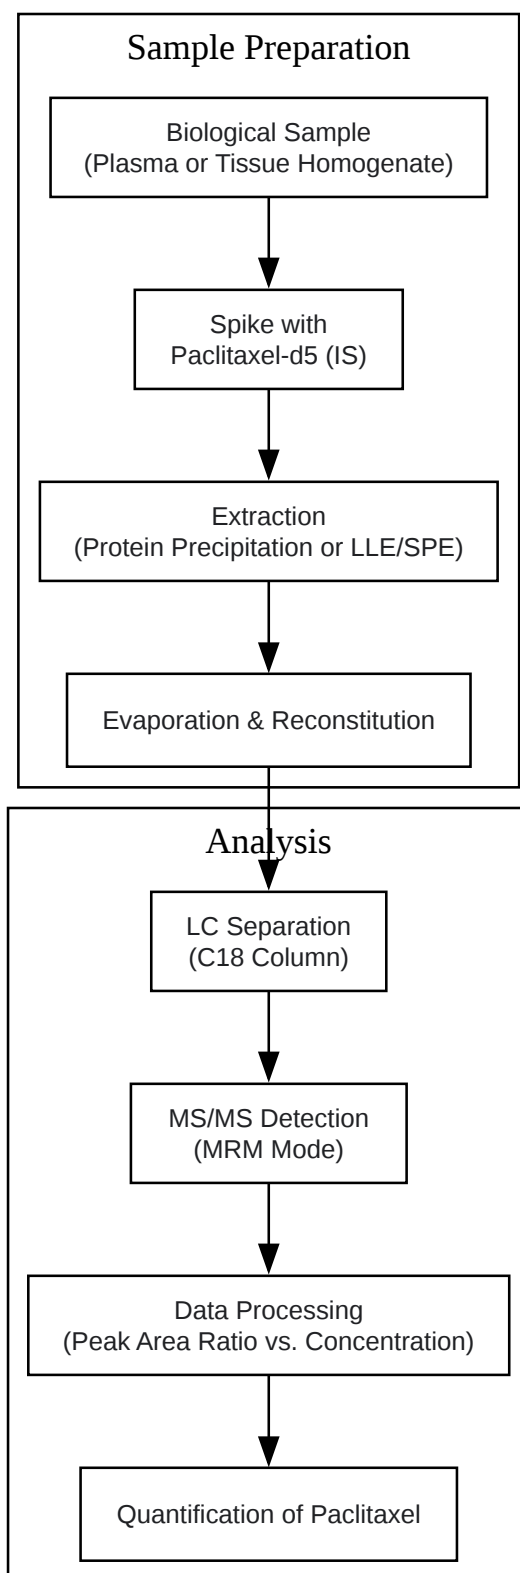 Sample Preparation
Biological Sample
(Plasma or Tissue Homogenate)
Spike with
Paclitaxel-d5 (IS)
Extraction
(Protein Precipitation or LLE/SPE)
Evaporation & Reconstitution
Analysis
LC Separation
(C18 Column)
MS/MS Detection
(MRM Mode)
Data Processing
(Peak Area Ratio vs. Concentration)
Quantification of Paclitaxel